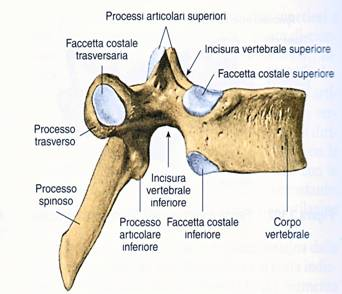 Processi articolari superiori
Faccetta costale
trasversaria
Incisura vertebrale superiore
Faccetta costale superiore
Processo
trasverso
Processo
spinoso
Incisura
vertebrale
inferiore
Processo
articolare
inferiore
Faccetta costale
inferiore
Corpo
vertebrale